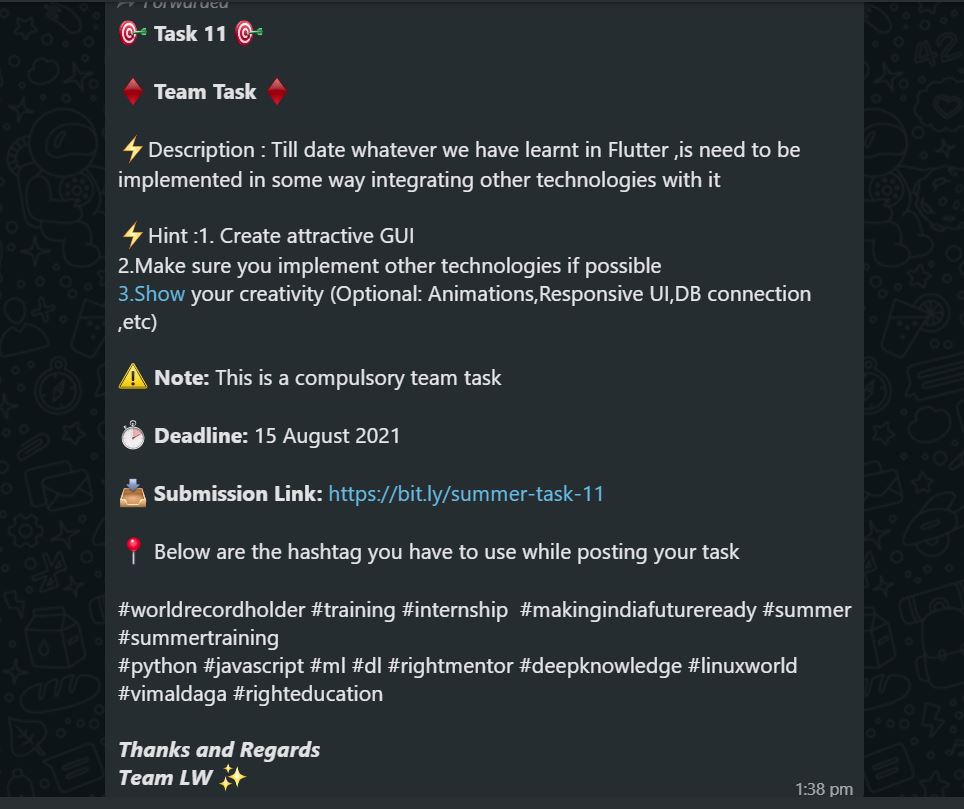 Forwarded
🎯 Task 11 🎯
♦️ Team Task ♦️
⚡Description : Till date whatever we have learnt in Flutter ,is need to be
implemented in some way integrating other technologies with it
⚡Hint :1. Create attractive GUI
2.Make sure you implement other technologies if possible
3.Show your creativity (Optional: Animations,Responsive UI,DB connection
,etc)
⚠️ Note: This is a compulsory team task
⏱️ Deadline: 15 August 2021
📥 Submission Link: https://bit.ly/summer-task-11
📍 Below are the hashtag you have to use while posting your task
#worldrecordholder #training #internship  #makingindiafutureready #summer
#summertraining
#python #javascript #ml #dl #rightmentor #deepknowledge #linuxworld
#vimaldaga #righteducation
Thanks and Regards
Team LW ✨
1:38 pm